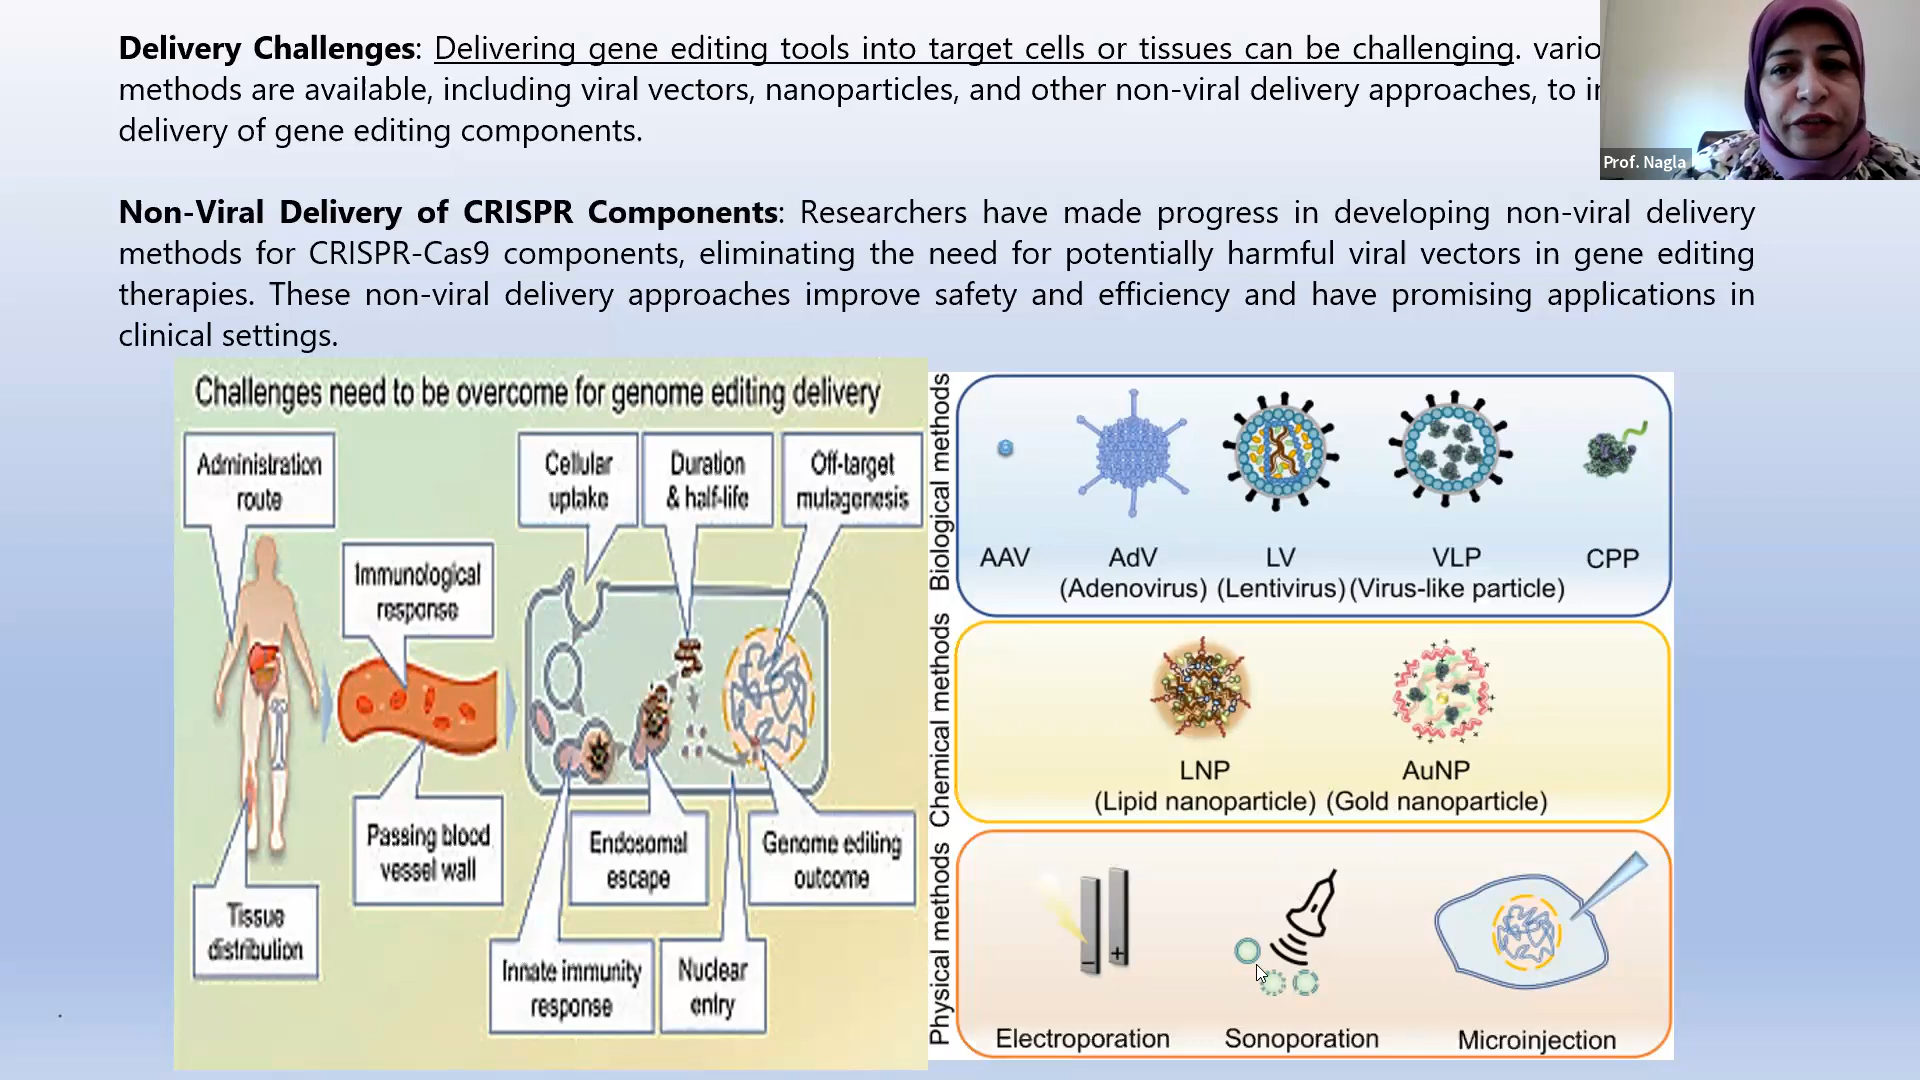 Delivery Challenges: Delivering gene editing tools into target cells or tissues can be challenging.
methods are available, including viral vectors, nanoparticles, and other non-viral delivery approaches, to
delivery of gene editing components.
Prof. Nagla
Non-Viral Delivery of CRISPR Components: Researchers have made progress in developing non-viral delivery
methods for CRISPR-Cas9 components, eliminating the need for potentially harmful viral vectors in gene editing
therapies. These non-viral delivery approaches improve safety and efficiency and have promising applications in
clinical settings.
Challenges need to be overcome for genome editing delivery
Administration
route
Cellular
uptake
Duration
& half-life
Off-target
mutagenesis
Immunological
response
Passing blood
vessel wall
Endosomal
escape
Genome editing
outcome
Tissue
distribution
Innate immunity
response
Nuclear
entry
Biological methods
AAV
AdV
(Adenovirus)
LV
(Lentivirus)
VLP
(Virus-like particle)
CPP
Chemical methods
LNP
(Lipid nanoparticle)
AuNP
(Gold nanoparticle)
Physical methods
− +
Electroporation
Sonoporation
Microinjection